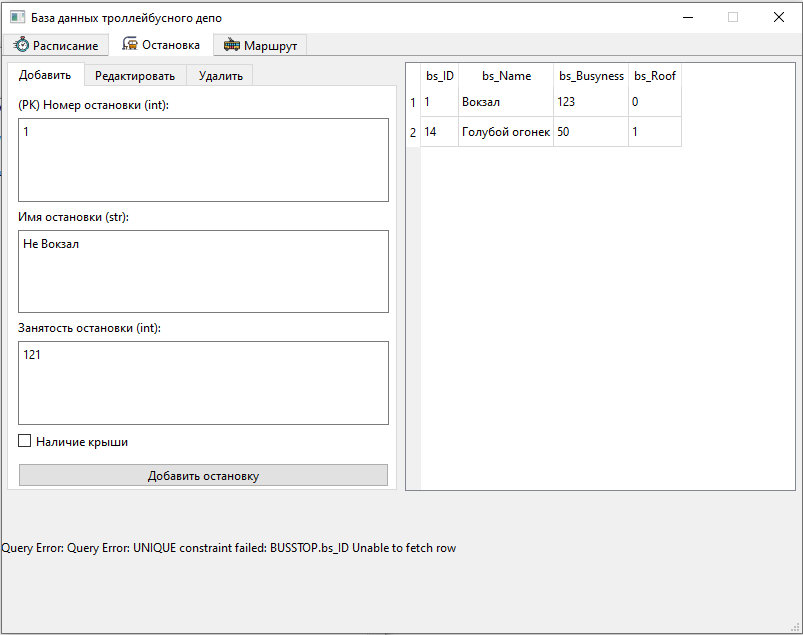 База данных троллейбусного депо
Расписание Остановка Маршрут
Добавить Редактировать Удалить
(PK) Номер остановки (int):
1
Имя остановки (str):
Не Вокзал
Занятость остановки (int):
121
Наличие крыши
Добавить остановку
bs_ID bs_Name bs_Busyness bs_Roof
1 1 Вокзал 123 0
2 14 Голубой огонек 50 1
Query Error: Query Error: UNIQUE constraint failed: BUSSTOP.bs_ID Unable to fetch row